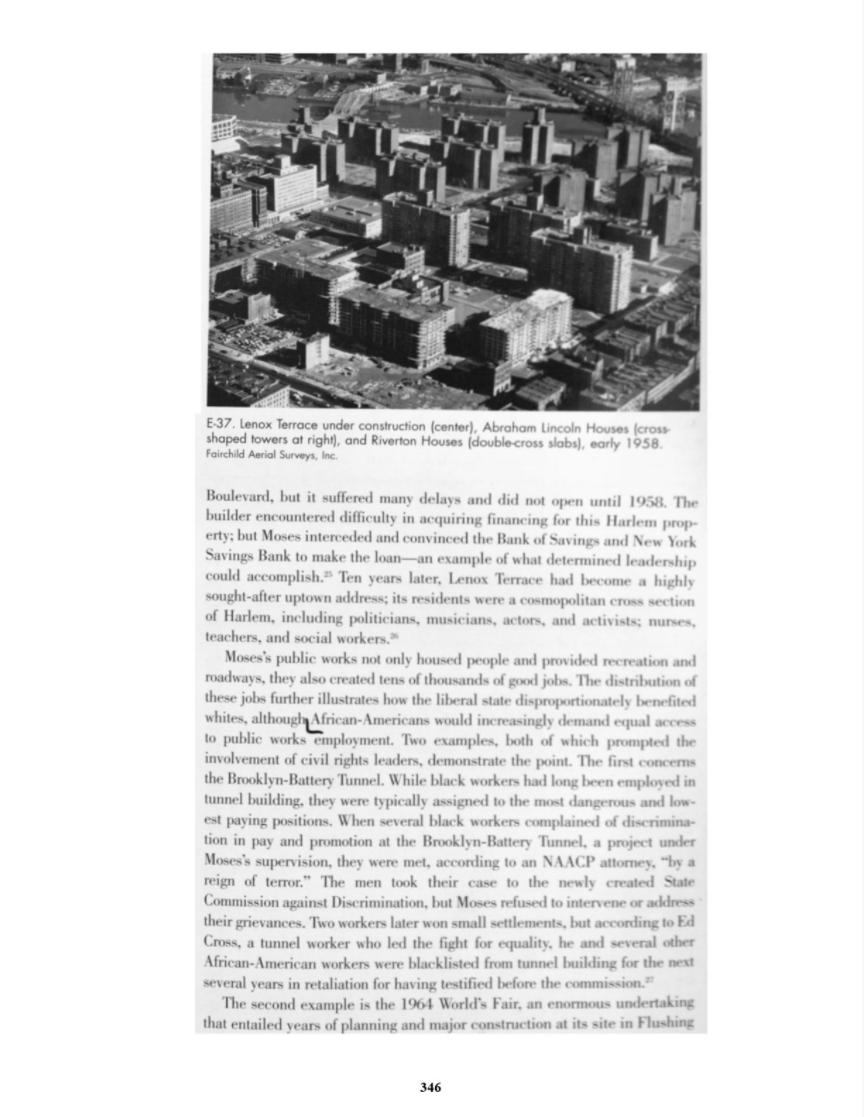 E-37. Lenox Terrace under construction (center), Abraham Lincoln Houses (cross-
shaped towers at right), and Riverton Houses (double-cross slabs), early 1958.
Fairchild Aerial Surveys, Inc.
Boulevard, but it suffered many delays and did not open until 1958. The
builder encountered difficulty in acquiring financing for this Harlem prop-
erty; but Moses interceded and convinced the Bank of Savings and New York
Savings Bank to make the loan—an example of what determined leadership
could accomplish.²⁵ Ten years later, Lenox Terrace had become a highly
sought-after uptown address; its residents were a cosmopolitan cross section
of Harlem, including politicians, musicians, actors, and activists; nurses,
teachers, and social workers.²⁶
Moses's public works not only housed people and provided recreation and
roadways, they also created tens of thousands of good jobs. The distribution of
these jobs further illustrates how the liberal state disproportionately benefited
whites, although African-Americans would increasingly demand equal access
to public works employment. Two examples, both of which prompted the
involvement of civil rights leaders, demonstrate the point. The first concerns
the Brooklyn-Battery Tunnel. While black workers had long been employed in
tunnel building, they were typically assigned to the most dangerous and low-
est paying positions. When several black workers complained of discrimina-
tion in pay and promotion at the Brooklyn-Battery Tunnel, a project under
Moses's supervision, they were met, according to an NAACP attorney, "by a
reign of terror." The men took their case to the newly created State
Commission against Discrimination, but Moses refused to intervene or address
their grievances. Two workers later won small settlements, but according to Ed
Cross, a tunnel worker who led the fight for equality, he and several other
African-American workers were blacklisted from tunnel building for the next
several years in retaliation for having testified before the commission.²⁷
The second example is the 1964 World's Fair, an enormous undertaking
that entailed years of planning and major construction at its site in Flushing
346